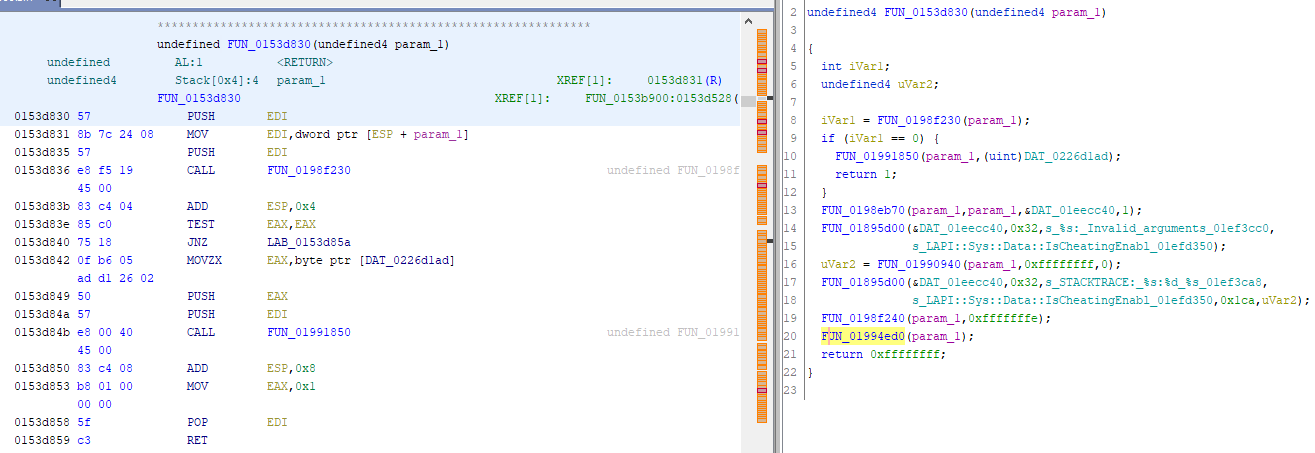 **************************************************************
undefined FUN_0153d830(undefined4 param_1)
undefined AL:1 <RETURN>
undefined4 Stack[0x4]:4 param_1 XREF[1]: 0153d831(R)
FUN_0153d830 XREF[1]: FUN_0153b900:0153d528(
0153d830 57 PUSH EDI
0153d831 8b 7c 24 08 MOV EDI,dword ptr [ESP + param_1]
0153d835 57 PUSH EDI
0153d836 e8 f5 19 CALL FUN_0198f230 undefined FUN_0198f
45 00
0153d83b 83 c4 04 ADD ESP,0x4
0153d83e 85 c0 TEST EAX,EAX
0153d840 75 18 JNZ LAB_0153d85a
0153d842 0f b6 05 MOVZX EAX,byte ptr [DAT_0226d1ad]
ad d1 26 02
0153d849 50 PUSH EAX
0153d84a 57 PUSH EDI
0153d84b e8 00 40 CALL FUN_01991850 undefined FUN_01991
45 00
0153d850 83 c4 08 ADD ESP,0x8
0153d853 b8 01 00 MOV EAX,0x1
00 00
0153d858 5f POP EDI
0153d859 c3 RET
2 undefined4 FUN_0153d830(undefined4 param_1)
3
4 {
5 int iVar1;
6 undefined4 uVar2;
7
8 iVar1 = FUN_0198f230(param_1);
9 if (iVar1 == 0) {
10 FUN_01991850(param_1,(uint)DAT_0226d1ad);
11 return 1;
12 }
13 FUN_0198eb70(param_1,param_1,&DAT_01eecc40,1);
14 FUN_01895d00(&DAT_01eecc40,0x32,s_%s:_Invalid_arguments_01ef3cc0,
15 s_LAPI::Sys::Data::IsCheatingEnabl_01efd350);
16 uVar2 = FUN_01990940(param_1,0xffffffff,0);
17 FUN_01895d00(&DAT_01eecc40,0x32,s_STACKTRACE:_%s:%d_%s_01ef3ca8,
18 s_LAPI::Sys::Data::IsCheatingEnabl_01efd350,0x1ca,uVar2);
19 FUN_0198f240(param_1,0xfffffffe);
20 FUN_01994ed0(param_1);
21 return 0xffffffff;
22 }
23